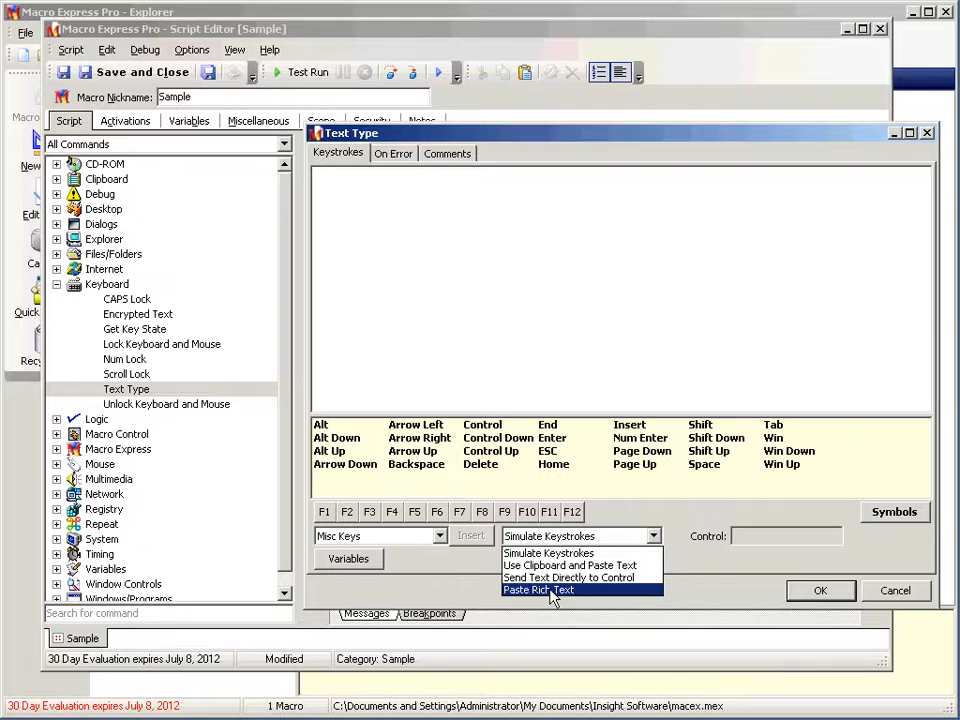 Macro Express Pro - Explorer
File
Macro Express Pro - Script Editor [Sample]
Script Edit Debug Options View Help
Save and Close Test Run
Macro Nickname: Sample
Script Activations Variables Miscellaneous Scope Security Notes
All Commands
CD-ROM
Clipboard
Debug
Desktop
Dialogs
Explorer
Files/Folders
Internet
Keyboard
CAPS Lock
Encrypted Text
Get Key State
Lock Keyboard and Mouse
Num Lock
Scroll Lock
Text Type
Unlock Keyboard and Mouse
Logic
Macro Control
Macro Express
Mouse
Multimedia
Network
Registry
Repeat
System
Timing
Variables
Window Controls
Windows/Programs
Search for command
Text Type
Keystrokes On Error Comments
Alt Arrow Left Control End Insert Shift Tab
Alt Down Arrow Right Control Down Enter Num Enter Shift Down Win
Alt Up Arrow Up Control Up ESC Page Down Shift Up Win Down
Arrow Down Backspace Delete Home Page Up Space Win Up
F1 F2 F3 F4 F5 F6 F7 F8 F9 F10 F11 F12 Symbols
Misc Keys Insert Simulate Keystrokes Control:
Simulate Keystrokes
Use Clipboard and Paste Text
Send Text Directly to Control
Paste Rich Text
Variables
OK Cancel
Messages Breakpoints
Sample
30 Day Evaluation expires July 8, 2012 Modified Category: Sample
30 Day Evaluation expires July 8, 2012 1 Macro C:\Documents and Settings\Administrator\My Documents\Insight Software\macex.mex